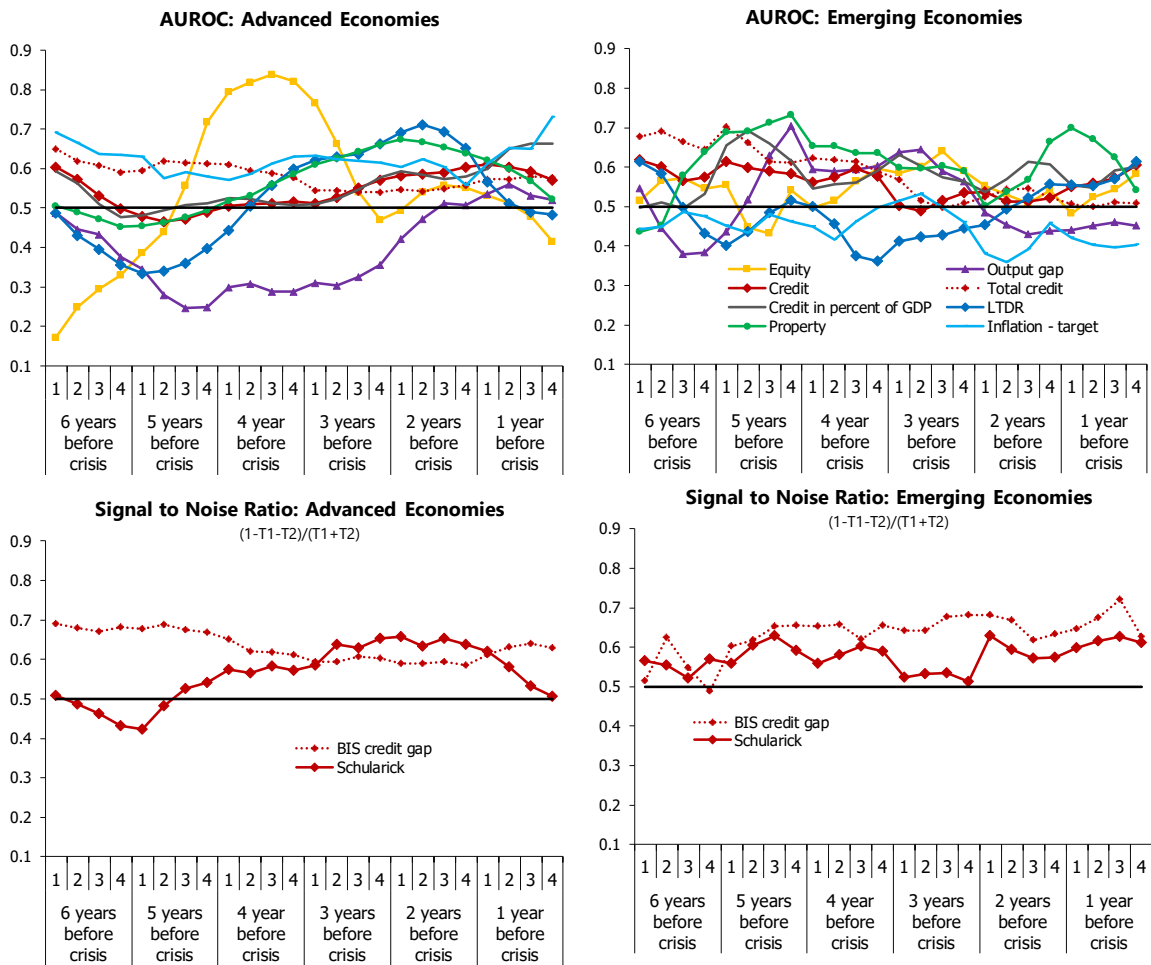 AUROC: Advanced Economies
0.9
0.8
0.7
0.6
0.5
0.4
0.3
0.2
0.1
1 2 3 4 1 2 3 4 1 2 3 4 1 2 3 4 1 2 3 4 1 2 3 4
6 years before crisis
5 years before crisis
4 year before crisis
3 years before crisis
2 years before crisis
1 year before crisis
AUROC: Emerging Economies
0.9
0.8
0.7
0.6
0.5
0.4
0.3
0.2
0.1
Equity
Output gap
Credit
Total credit
Credit in percent of GDP
LTDR
Property
Inflation - target
1 2 3 4 1 2 3 4 1 2 3 4 1 2 3 4 1 2 3 4 1 2 3 4
6 years before crisis
5 years before crisis
4 year before crisis
3 years before crisis
2 years before crisis
1 year before crisis
Signal to Noise Ratio: Advanced Economies
(1-T1-T2)/(T1+T2)
0.9
0.8
0.7
0.6
0.5
0.4
0.3
0.2
0.1
BIS credit gap
Schularick
1 2 3 4 1 2 3 4 1 2 3 4 1 2 3 4 1 2 3 4 1 2 3 4
6 years before crisis
5 years before crisis
4 year before crisis
3 years before crisis
2 years before crisis
1 year before crisis
Signal to Noise Ratio: Emerging Economies
(1-T1-T2)/(T1+T2)
0.9
0.8
0.7
0.6
0.5
0.4
0.3
0.2
0.1
BIS credit gap
Schularick
1 2 3 4 1 2 3 4 1 2 3 4 1 2 3 4 1 2 3 4 1 2 3 4
6 years before crisis
5 years before crisis
4 year before crisis
3 years before crisis
2 years before crisis
1 year before crisis